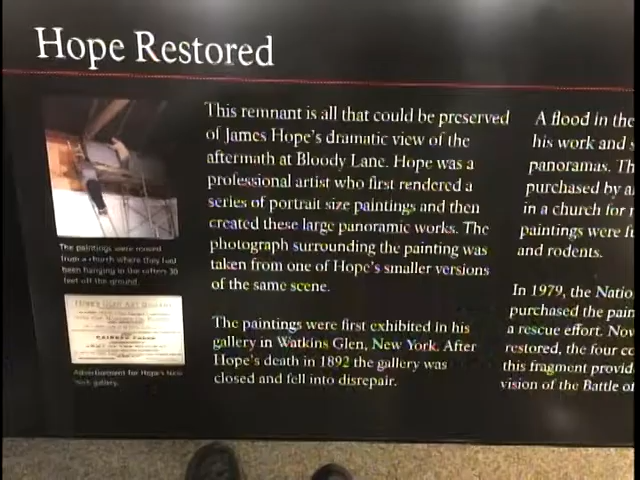 Hope Restored
This remnant is all that could be preserved
of James Hope's dramatic view of the
aftermath at Bloody Lane. Hope was a
professional artist who first rendered a
series of portrait size paintings and then
created these large panoramic works. The
photograph surrounding the painting was
taken from one of Hope's smaller versions
of the same scene.
The paintings were first exhibited in his
gallery in Watkins Glen, New York. After
Hope's death in 1892 the gallery was
closed and fell into disrepair.
A flood in the
his work and
panoramas.
purchased by a
in a church for
paintings were
and rodents.
In 1979, the Natio
purchased the pain
a rescue effort.
restored, the four
this fragment provid
vision of the Battle of
The paintings were
from a church where they had
been hanging in the rafters 30
feet off the ground.
HOPE'S GLEN ART GALLERY
Advertisement for Hope's New
York gallery.